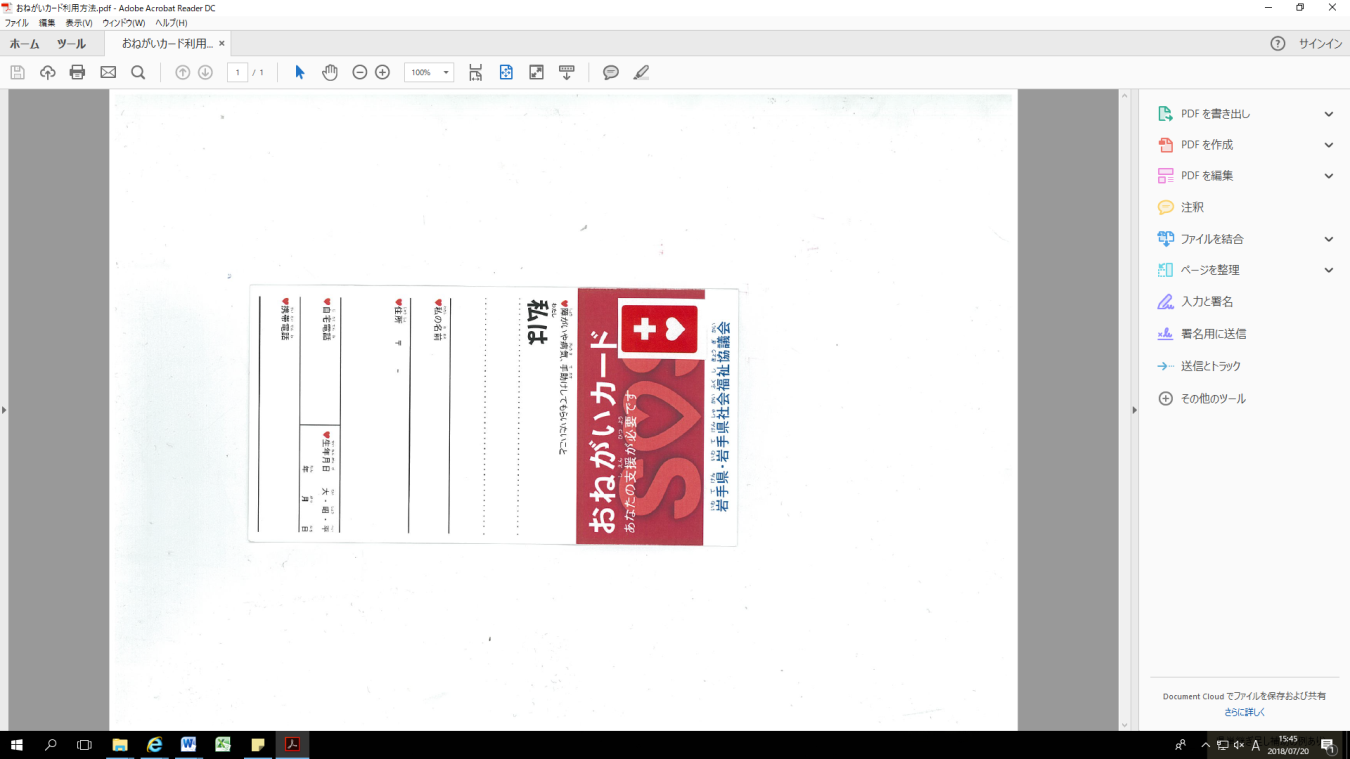 おねがいカード利用方法.pdf - Adobe Acrobat Reader DC
ファイル 編集 表示(V) ウィンドウ(W) ヘルプ(H)
ホーム ツール おねがいカード利用... × サインイン
1 / 1 100%
PDF を書き出し
PDF を作成
PDF を編集
注釈
ファイルを結合
ページを整理
入力と署名
署名用に送信
送信とトラック
その他のツール
Document Cloud でファイルを保存および共有
さらに詳しく
岩手県・岩手県社会福祉協議会
SOS
あなたの支援が必要です
おねがいカード
障がいや病気、手助けしてもらいたいこと
私は
私の名前
住所 〒 -
自宅電話
生年月日 大・昭・平
年 月 日
携帯電話
A 15:45
2018/07/20
1